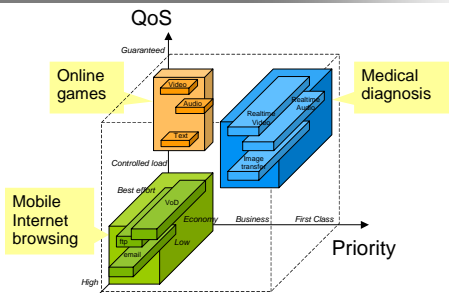 QoS
Guaranteed
Online
games
Video
Audio
Text
Medical
diagnosis
Realtime
Video
Realtime
Audio
Image
transfer
Controlled load
Best effort
Mobile
Internet
browsing
VoD
ftp
email
Economy
Business
First Class
Low
High
Priority